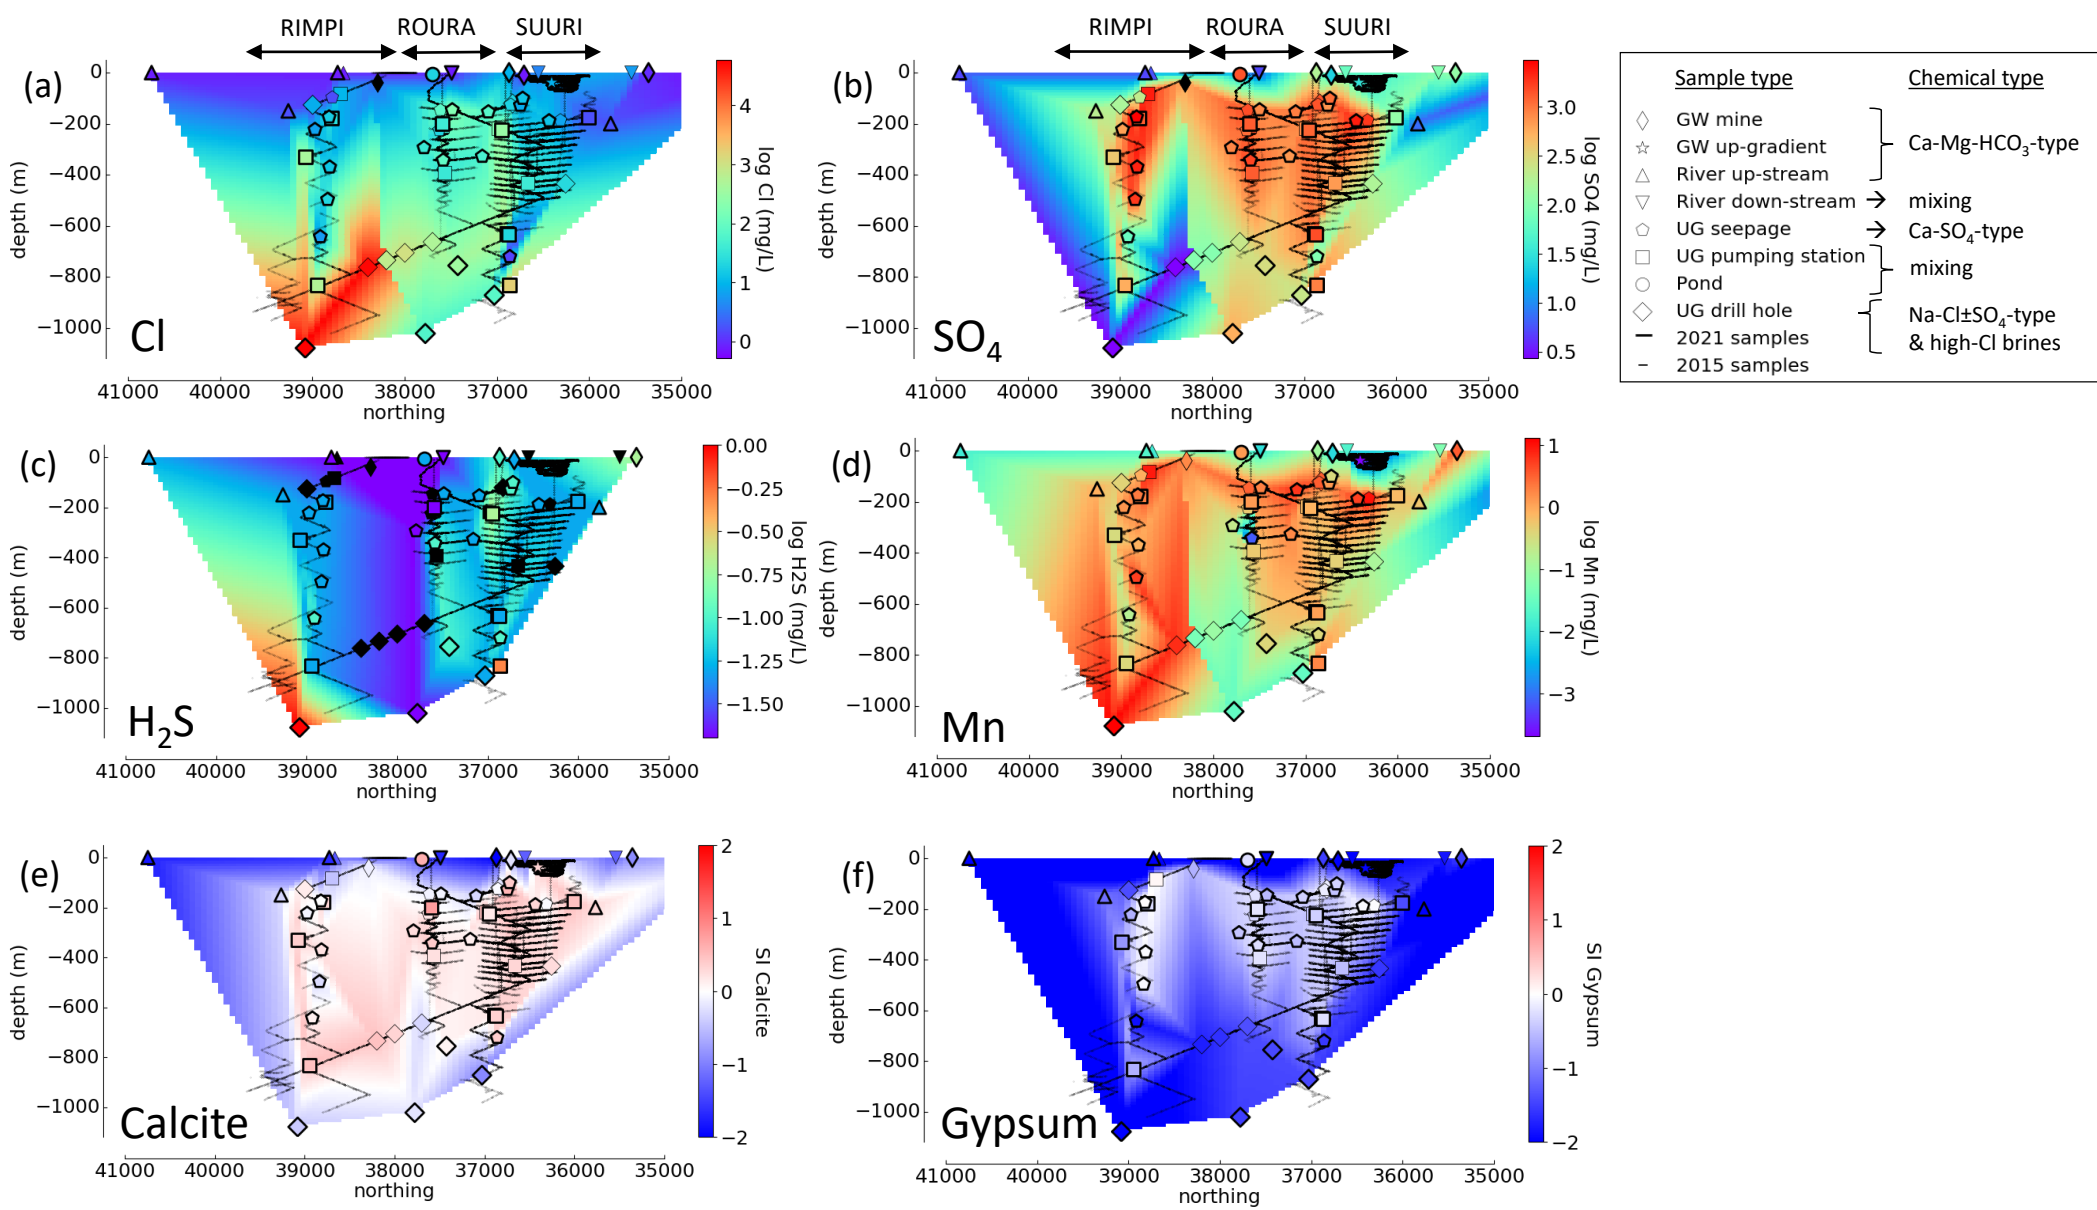 RIMPI ROURA SUURI
(a)
0
−200
−400
−600
−800
−1000
depth (m)
Cl
41000 40000 39000 38000 37000 36000 35000
northing
4
3
2
1
0
log Cl (mg/L)
RIMPI ROURA SUURI
(b)
0
−200
−400
−600
−800
−1000
depth (m)
SO4
41000 40000 39000 38000 37000 36000 35000
northing
3.0
2.5
2.0
1.5
1.0
0.5
log SO4 (mg/L)
Sample type Chemical type
GW mine
GW up-gradient
River up-stream
Ca-Mg-HCO3-type
River down-stream → mixing
UG seepage → Ca-SO4-type
UG pumping station
Pond
mixing
UG drill hole
2021 samples
2015 samples
Na-Cl±SO4-type
& high-Cl brines
(c)
0
−200
−400
−600
−800
−1000
depth (m)
H2S
41000 40000 39000 38000 37000 36000 35000
northing
0.00
−0.25
−0.50
−0.75
−1.00
−1.25
−1.50
log H2S (mg/L)
(d)
0
−200
−400
−600
−800
−1000
depth (m)
Mn
41000 40000 39000 38000 37000 36000 35000
northing
1
0
−1
−2
−3
log Mn (mg/L)
(e)
0
−200
−400
−600
−800
−1000
depth (m)
Calcite
41000 40000 39000 38000 37000 36000 35000
northing
2
1
0
−1
−2
SI Calcite
(f)
0
−200
−400
−600
−800
−1000
depth (m)
Gypsum
41000 40000 39000 38000 37000 36000 35000
northing
2
1
0
−1
−2
SI Gypsum